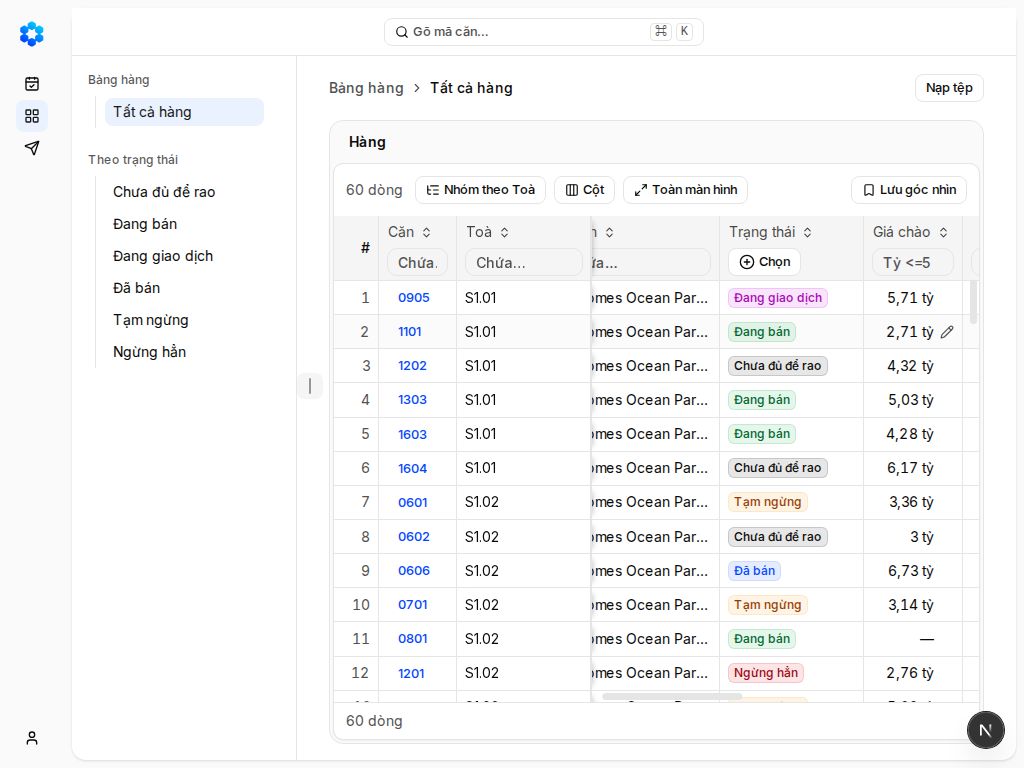 Gõ mã căn... ⌘ K
Bảng hàng
Tất cả hàng
Theo trạng thái
Chưa đủ để rao
Đang bán
Đang giao dịch
Đã bán
Tạm ngừng
Ngừng hẳn
Bảng hàng > Tất cả hàng
Nạp tệp
Hàng
60 dòng Nhóm theo Toà Cột Toàn màn hình Lưu góc nhìn
# Căn Toà Trạng thái Giá chào
Chứa. Chứa... ứa... Chọn Tỷ <=5
1 0905 S1.01 omes Ocean Par... Đang giao dịch 5,71 tỷ
2 1101 S1.01 omes Ocean Par... Đang bán 2,71 tỷ
3 1202 S1.01 omes Ocean Par... Chưa đủ để rao 4,32 tỷ
4 1303 S1.01 omes Ocean Par... Đang bán 5,03 tỷ
5 1603 S1.01 omes Ocean Par... Đang bán 4,28 tỷ
6 1604 S1.01 omes Ocean Par... Chưa đủ để rao 6,17 tỷ
7 0601 S1.02 omes Ocean Par... Tạm ngừng 3,36 tỷ
8 0602 S1.02 omes Ocean Par... Chưa đủ để rao 3 tỷ
9 0606 S1.02 omes Ocean Par... Đã bán 6,73 tỷ
10 0701 S1.02 omes Ocean Par... Tạm ngừng 3,14 tỷ
11 0801 S1.02 omes Ocean Par... Đang bán —
12 1201 S1.02 omes Ocean Par... Ngừng hẳn 2,76 tỷ
60 dòng
N